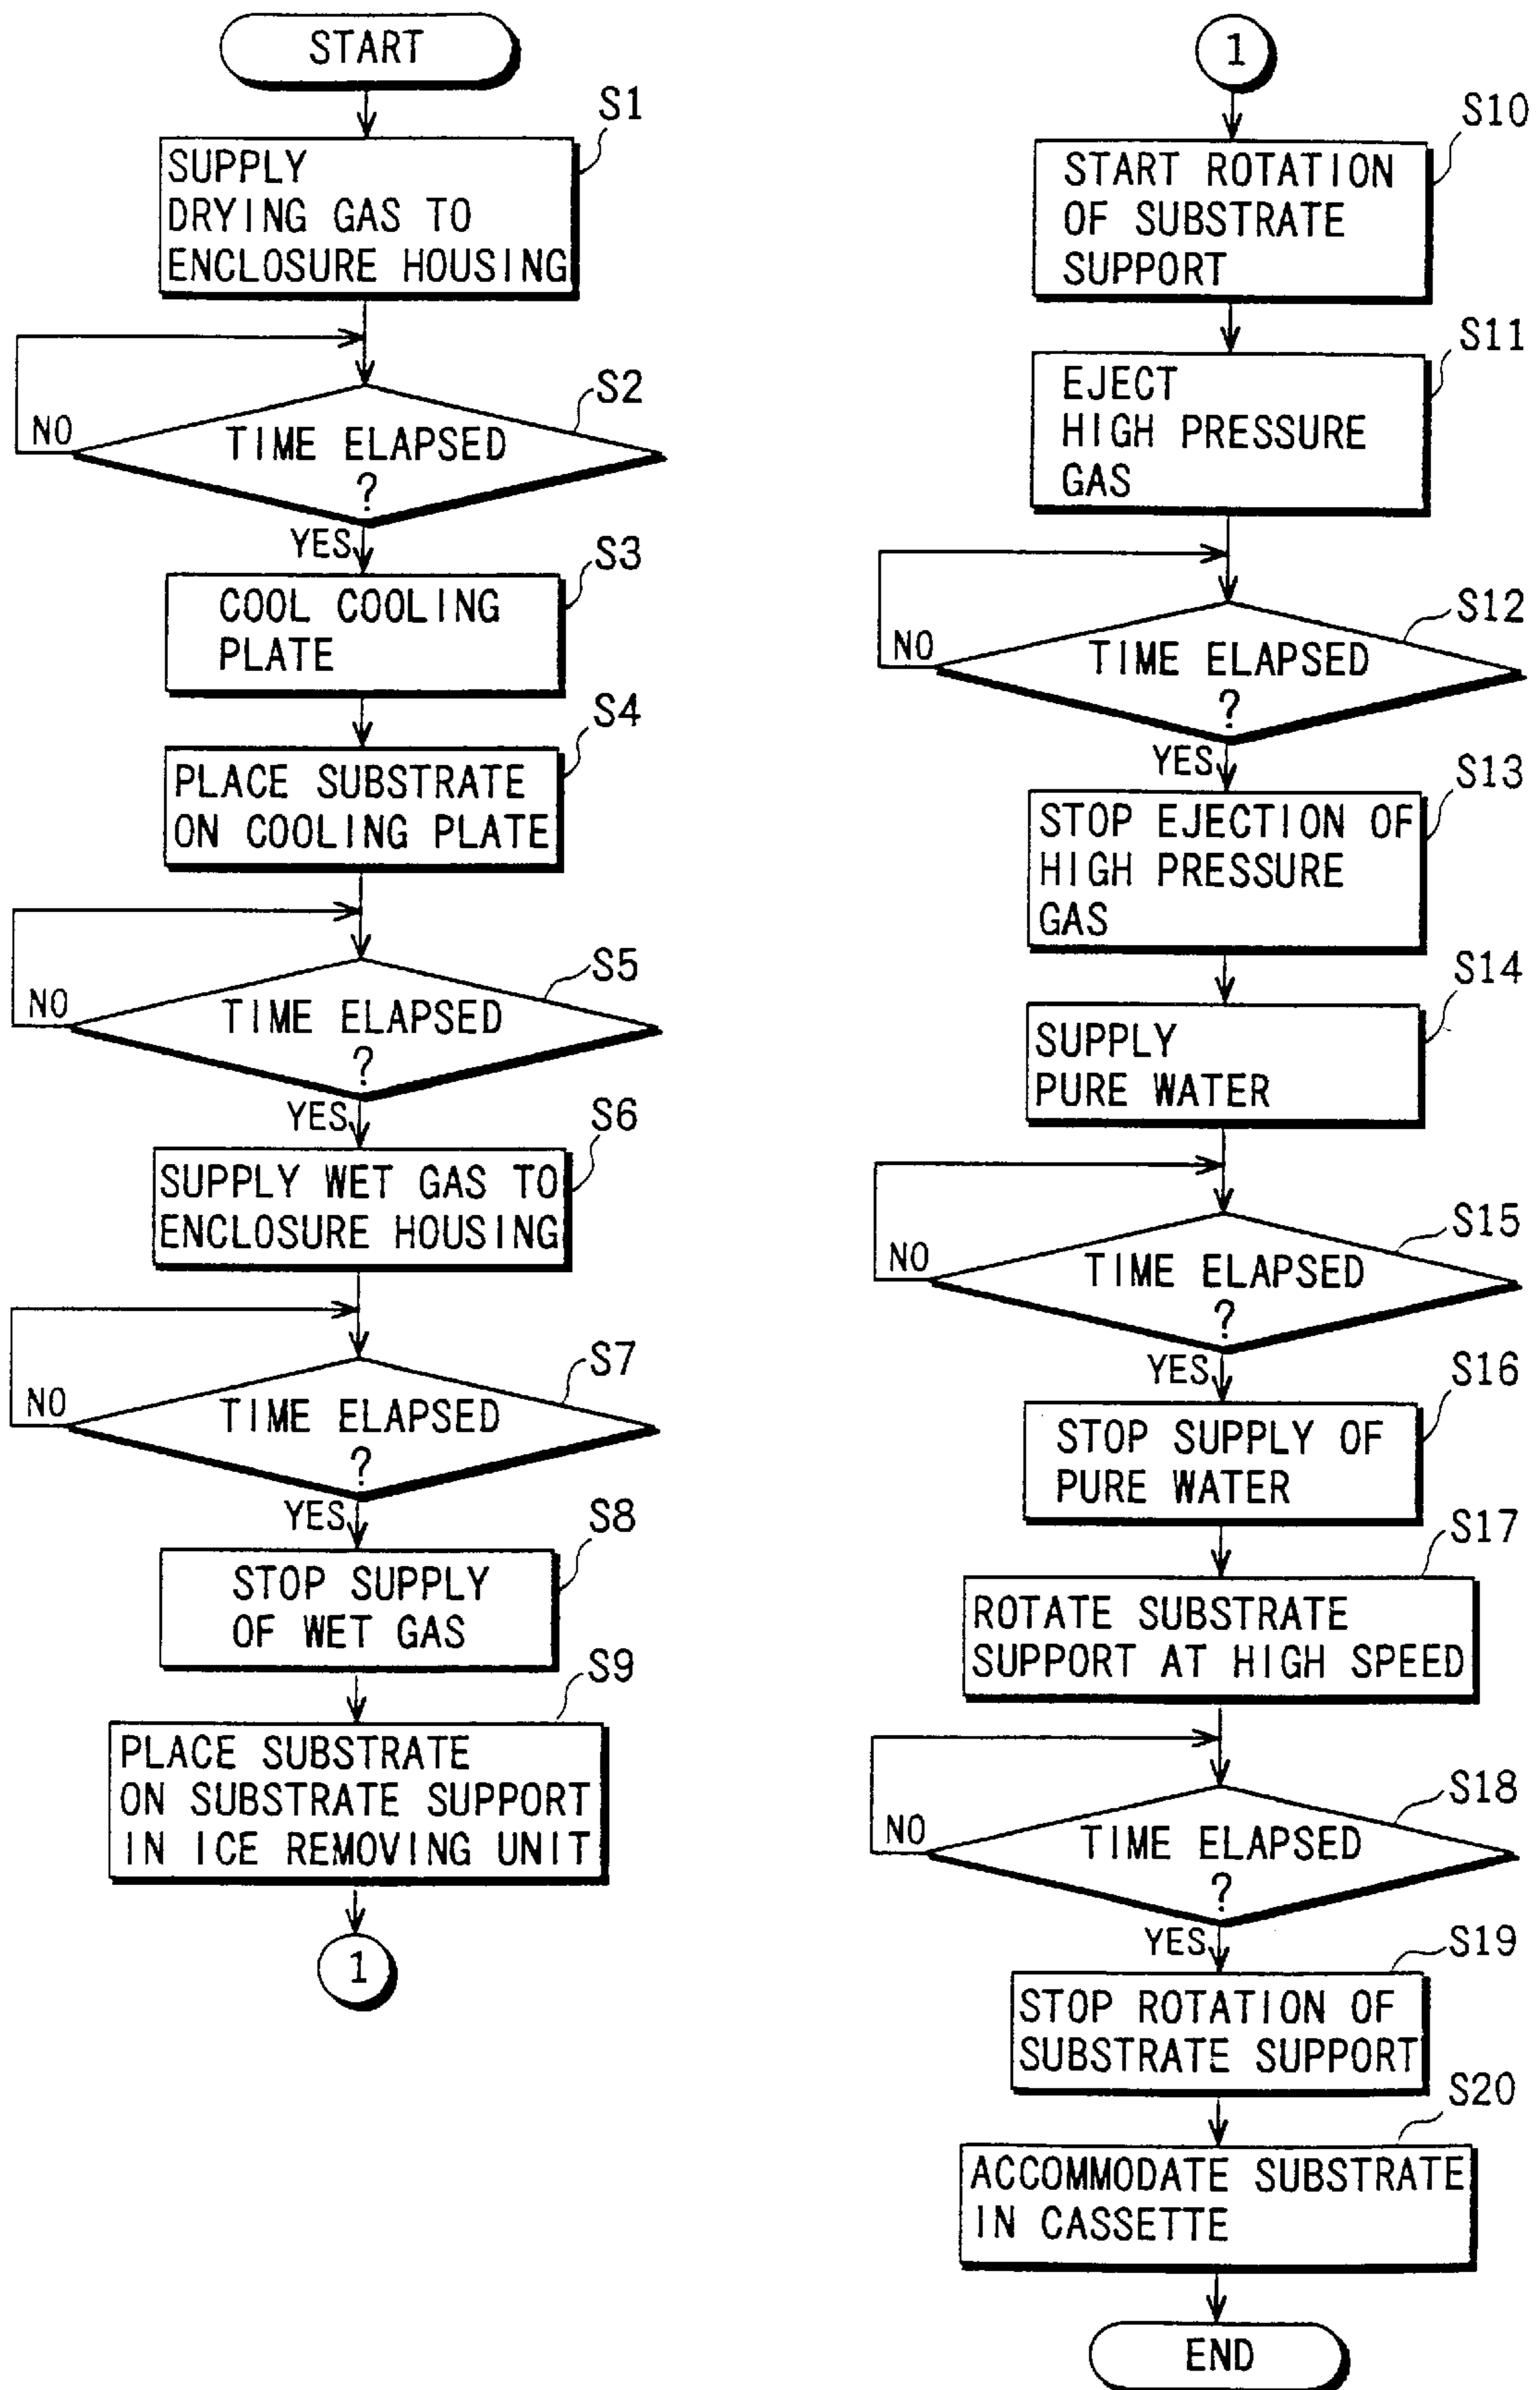 START
S1
SUPPLY
DRYING GAS TO
ENCLOSURE HOUSING
S2
TIME ELAPSED
?
NO
YES
S3
COOL COOLING
PLATE
S4
PLACE SUBSTRATE
ON COOLING PLATE
S5
TIME ELAPSED
?
NO
YES
S6
SUPPLY WET GAS TO
ENCLOSURE HOUSING
S7
TIME ELAPSED
?
NO
YES
S8
STOP SUPPLY
OF WET GAS
S9
PLACE SUBSTRATE
ON SUBSTRATE SUPPORT
IN ICE REMOVING UNIT
1
1
S10
START ROTATION
OF SUBSTRATE
SUPPORT
S11
EJECT
HIGH PRESSURE
GAS
S12
TIME ELAPSED
?
NO
YES
S13
STOP EJECTION OF
HIGH PRESSURE
GAS
S14
SUPPLY
PURE WATER
S15
TIME ELAPSED
?
NO
YES
S16
STOP SUPPLY OF
PURE WATER
S17
ROTATE SUBSTRATE
SUPPORT AT HIGH SPEED
S18
TIME ELAPSED
?
NO
YES
S19
STOP ROTATION OF
SUBSTRATE SUPPORT
S20
ACCOMMODATE SUBSTRATE
IN CASSETTE
END